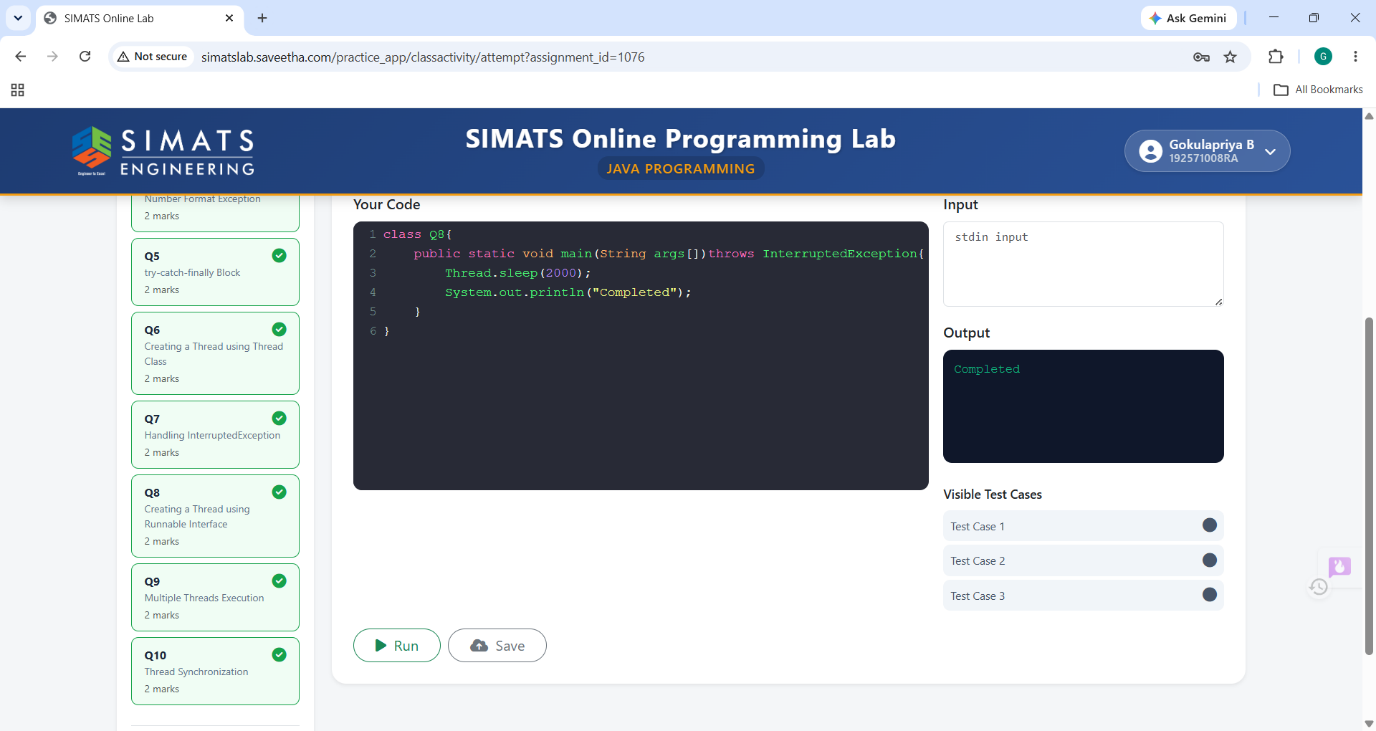 SIMATS Online Lab
Ask Gemini
Not secure
simatslab.saveetha.com/practice_app/classactivity/attempt?assignment_id=1076
G
All Bookmarks
SIMATS
ENGINEERING
Engineer to Excel
SIMATS Online Programming Lab
JAVA PROGRAMMING
Gokulapriya B
192571008RA
Number Format Exception
2 marks
Q5
try-catch-finally Block
2 marks
Q6
Creating a Thread using Thread
Class
2 marks
Q7
Handling InterruptedException
2 marks
Q8
Creating a Thread using
Runnable Interface
2 marks
Q9
Multiple Threads Execution
2 marks
Q10
Thread Synchronization
2 marks
Your Code
1 class Q8{
2     public static void main(String args[])throws InterruptedException{
3         Thread.sleep(2000);
4         System.out.println("Completed");
5     }
6 }
Run
Save
Input
stdin input
Output
Completed
Visible Test Cases
Test Case 1
Test Case 2
Test Case 3